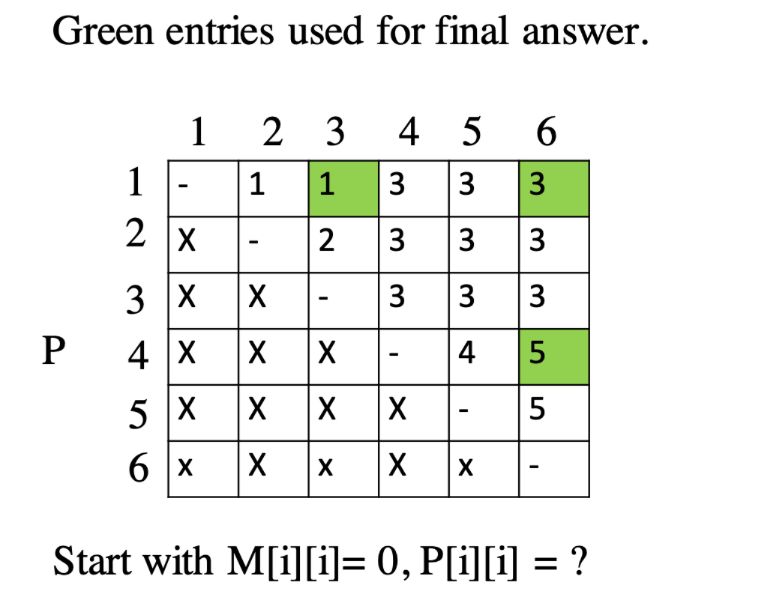 Green entries used for final answer.
1 2 3 4 5 6
1 - 1 1 3 3 3
2 X - 2 3 3 3
3 X X - 3 3 3
P 4 X X X - 4 5
5 X X X X - 5
6 x X x X x -
Start with M[i][i]= 0, P[i][i] = ?